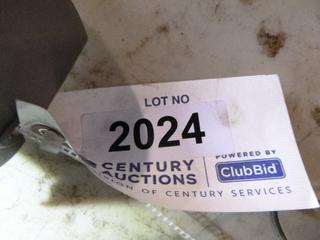 LOT NO
2024
CENTURY
AUCTIONS
POWERED BY
ClubBid
OF CENTURY SERVICES